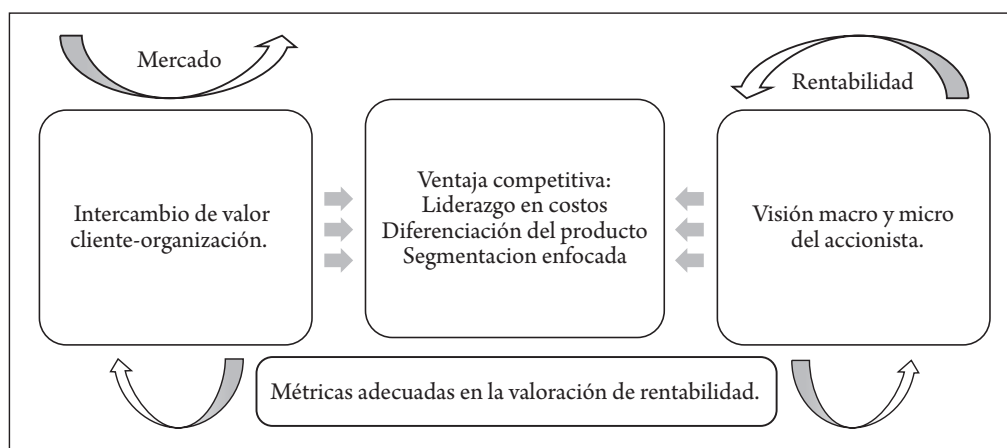 Mercado
Rentabilidad
Intercambio de valor
cliente-organización.
Ventaja competitiva:
Liderazgo en costos
Diferenciación del producto
Segmentacion enfocada
Visión macro y micro
del accionista.
Métricas adecuadas en la valoración de rentabilidad.